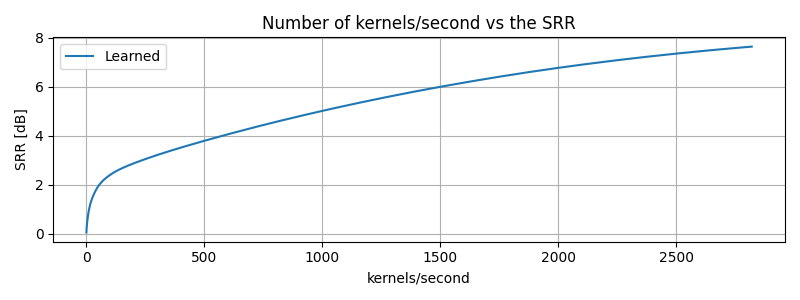 Number of kernels/second vs the SRR
Learned
SRR [dB]
8
6
4
2
0
0 500 1000 1500 2000 2500
kernels/second